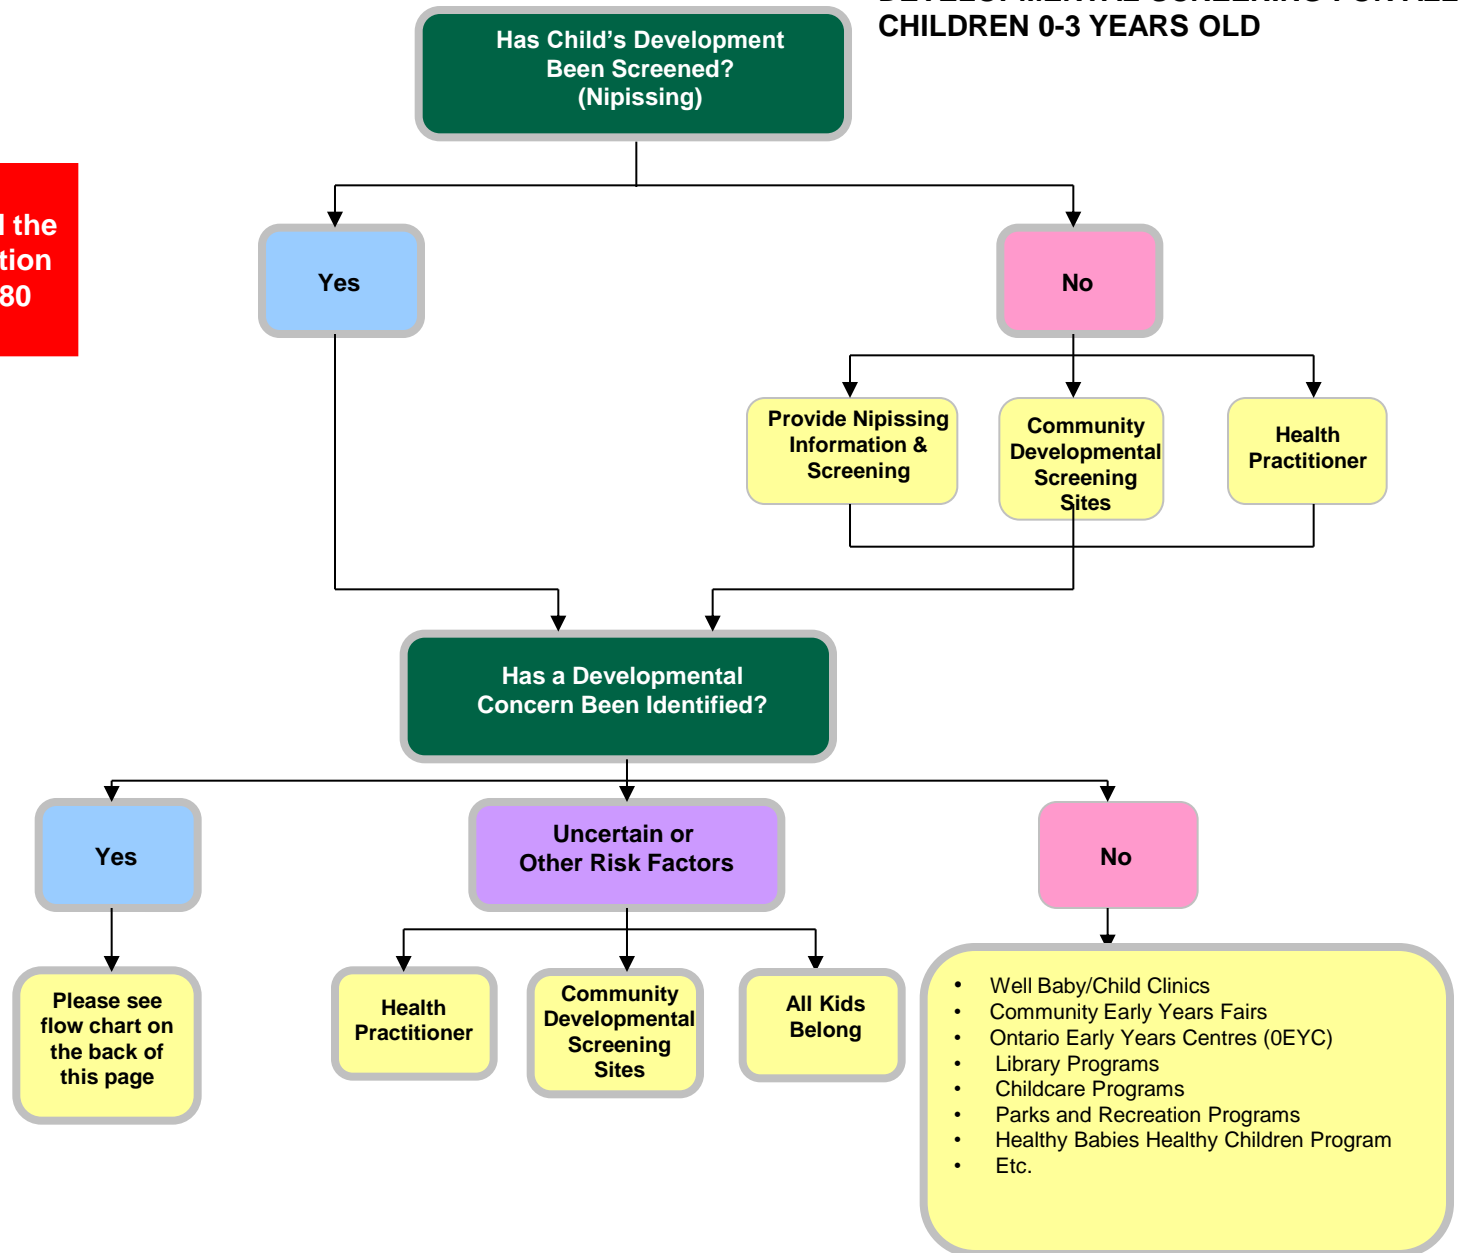 CHILDREN 0-3 YEARS OLD
Has Child's Development
Been Screened?
(Nipissing)
the
80
Yes
No
Provide Nipissing
Information &
Screening
Community
Developmental
Screening
Sites
Health
Practitioner
Has a Developmental
Concern Been Identified?
Yes
Uncertain or
Other Risk Factors
No
Please see
flow chart on
the back of
this page
Health
Practitioner
Community
Developmental
Screening
Sites
All Kids
Belong
• Well Baby/Child Clinics
• Community Early Years Fairs
• Ontario Early Years Centres (0EYC)
• Library Programs
• Childcare Programs
• Parks and Recreation Programs
• Healthy Babies Healthy Children Program
• Etc.